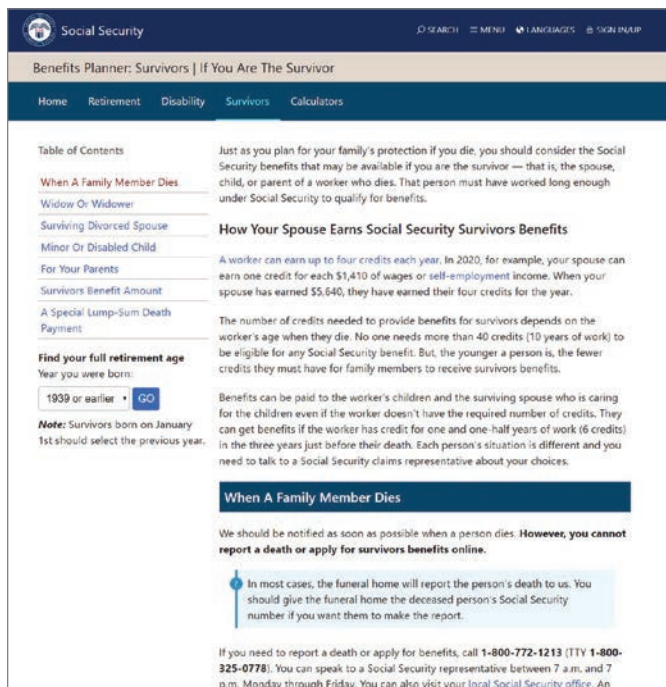 Social Security
SEARCH MENU LANGUAGES SIGN IN/UP
Benefits Planner: Survivors | If You Are The Survivor
Home Retirement Disability Survivors Calculators
Table of Contents
When A Family Member Dies
Widow Or Widower
Surviving Divorced Spouse
Minor Or Disabled Child
For Your Parents
Survivors Benefit Amount
A Special Lump-Sum Death
Payment
Find your full retirement age
Year you were born:
1939 or earlier GO
Note: Survivors born on January
1st should select the previous year.
Just as you plan for your family's protection if you die, you should consider the Social
Security benefits that may be available if you are the survivor — that is, the spouse,
child, or parent of a worker who dies. That person must have worked long enough
under Social Security to qualify for benefits.
How Your Spouse Earns Social Security Survivors Benefits
A worker can earn up to four credits each year. In 2020, for example, your spouse can
earn one credit for each $1,410 of wages or self-employment income. When your
spouse has earned $5,640, they have earned their four credits for the year.
The number of credits needed to provide benefits for survivors depends on the
worker's age when they die. No one needs more than 40 credits (10 years of work) to
be eligible for any Social Security benefit. But, the younger a person is, the fewer
credits they must have for family members to receive survivors benefits.
Benefits can be paid to the worker's children and the surviving spouse who is caring
for the children even if the worker doesn't have the required number of credits. They
can get benefits if the worker has credit for one and one-half years of work (6 credits)
in the three years just before their death. Each person's situation is different and you
need to talk to a Social Security claims representative about your choices.
When A Family Member Dies
We should be notified as soon as possible when a person dies. However, you cannot
report a death or apply for survivors benefits online.
In most cases, the funeral home will report the person's death to us. You
should give the funeral home the deceased person's Social Security
number if you want them to make the report.
If you need to report a death or apply for benefits, call 1-800-772-1213 (TTY 1-800-
325-0778). You can speak to a Social Security representative between 7 a.m. and 7
p.m. Monday through Friday. You can also visit your local Social Security office. An